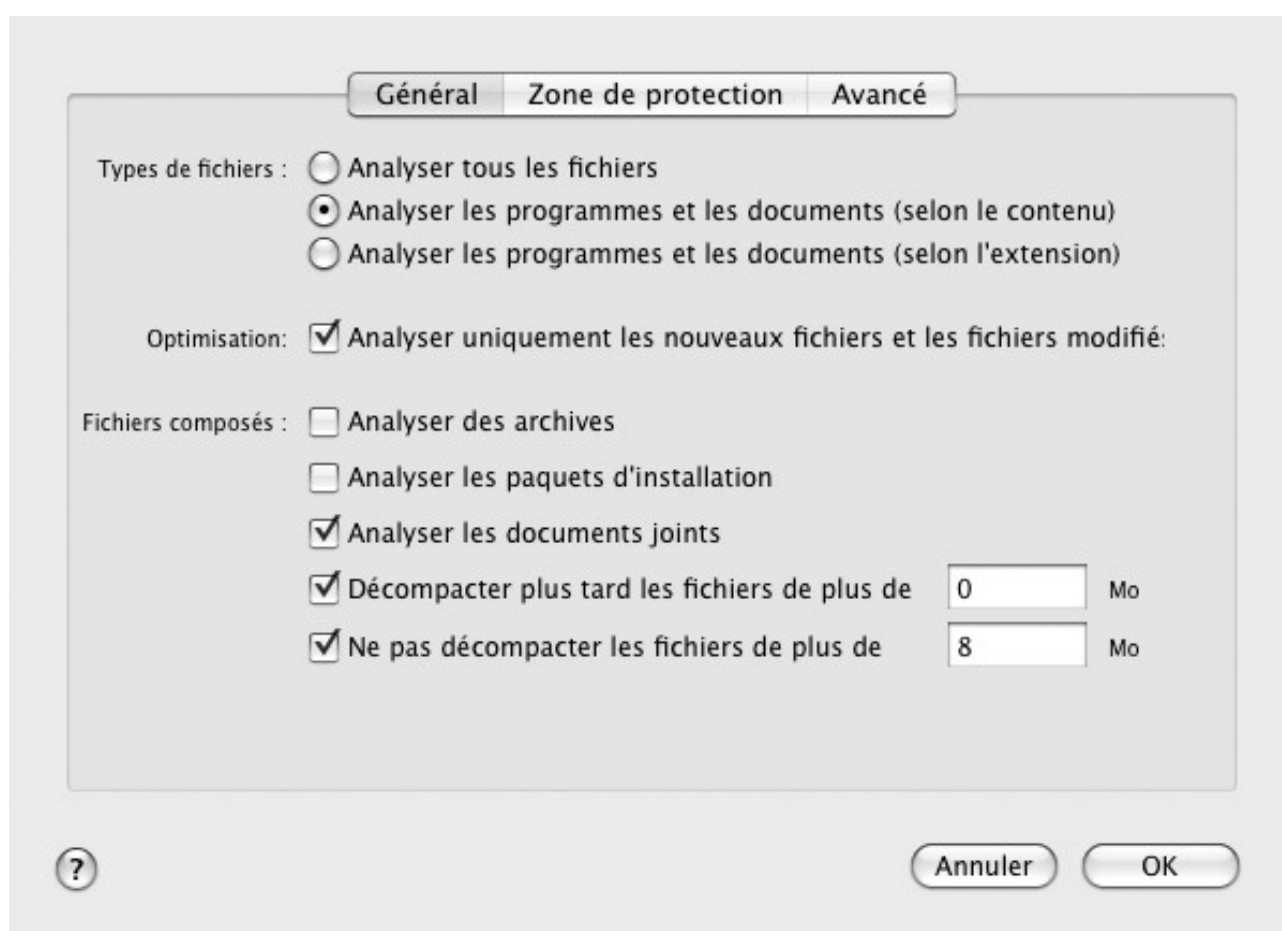 Général Zone de protection Avancé
Types de fichiers : Analyser tous les fichiers
Analyser les programmes et les documents (selon le contenu)
Analyser les programmes et les documents (selon l'extension)
Optimisation: Analyser uniquement les nouveaux fichiers et les fichiers modifié
Fichiers composés : Analyser des archives
Analyser les paquets d'installation
Analyser les documents joints
Décompacter plus tard les fichiers de plus de 0 Mo
Ne pas décompacter les fichiers de plus de 8 Mo
? Annuler OK